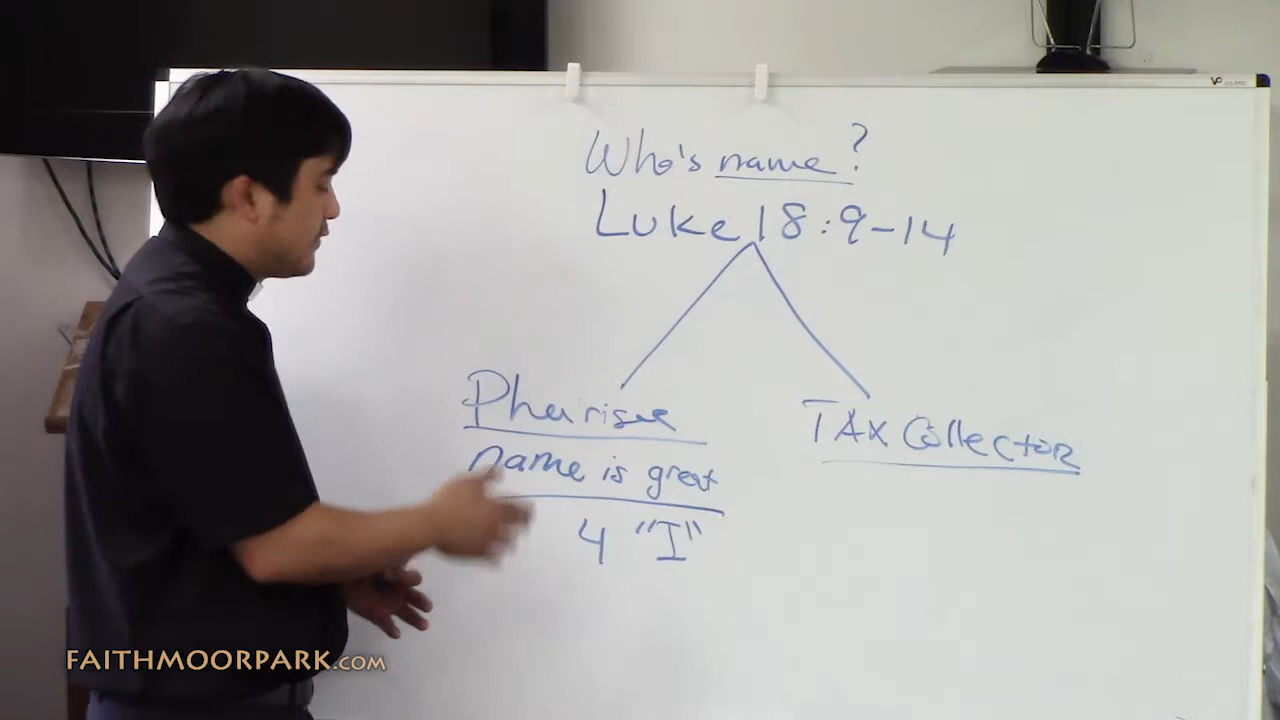 Who's name?
Luke 18:9-14
Pharisee
name is great
4 "I"
TAx Collector
FAITHMOORPARK.COM